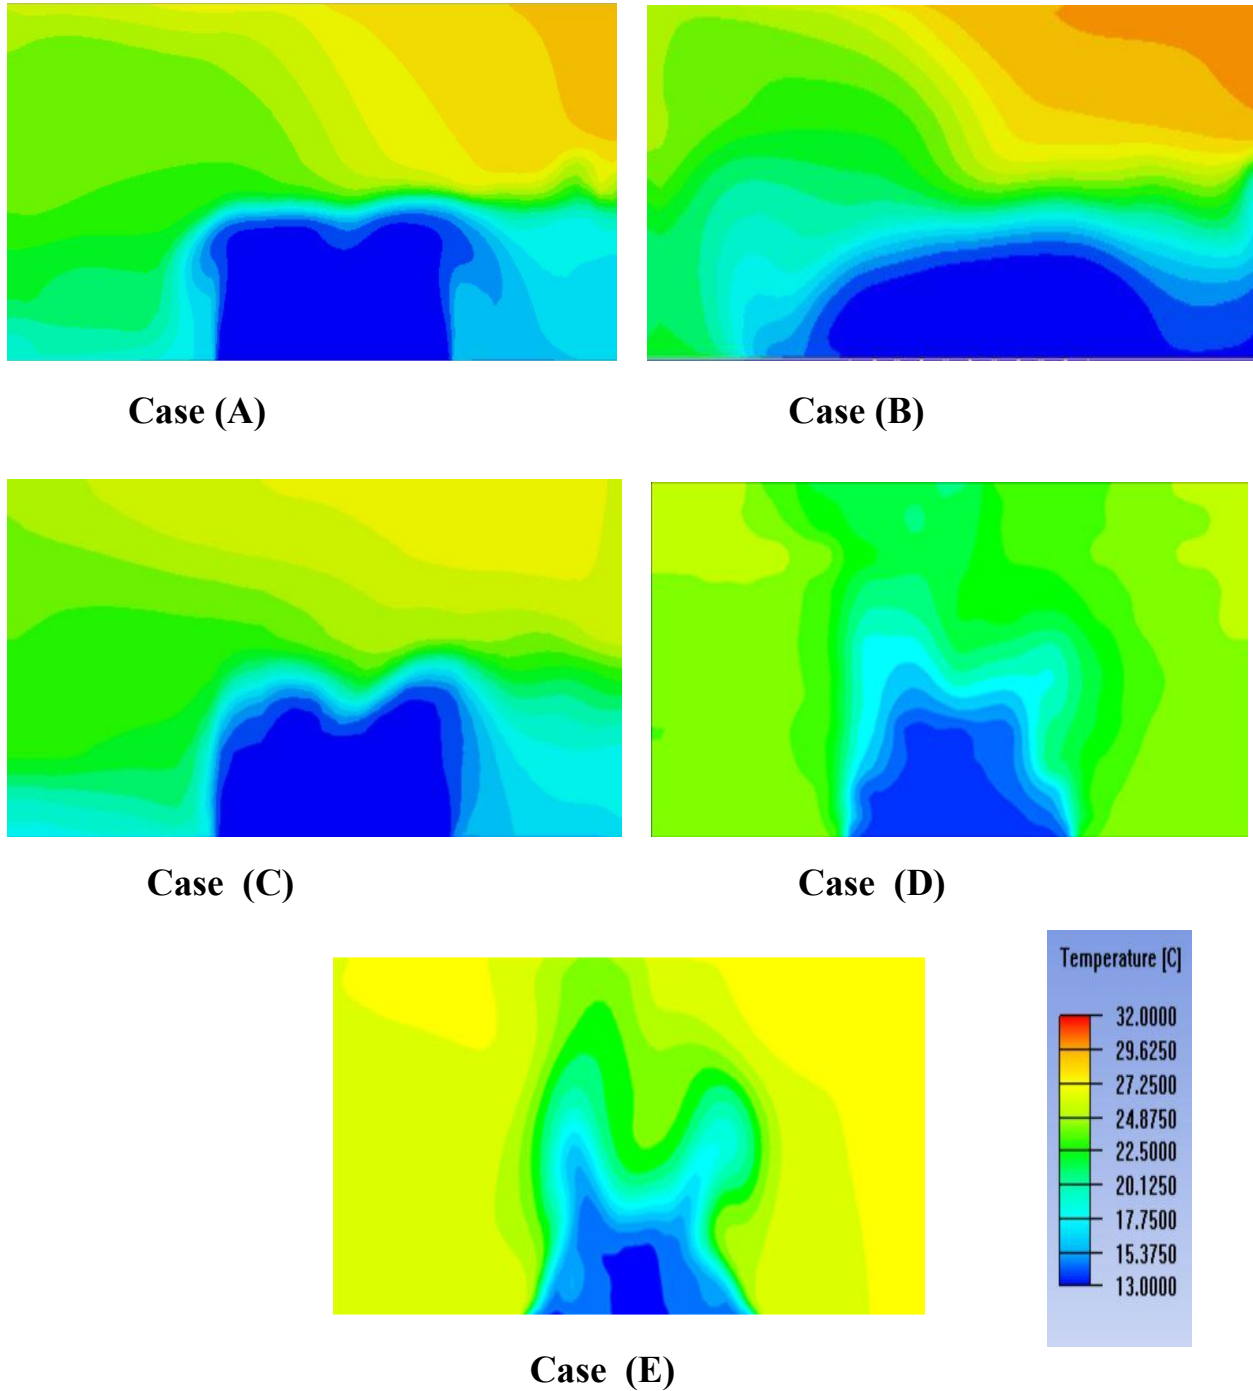 Case (A)
Case (B)
Case (C)
Case (D)
Temperature [C]
32.0000
29.6250
27.2500
24.8750
22.5000
20.1250
17.7500
15.3750
13.0000
Case (E)